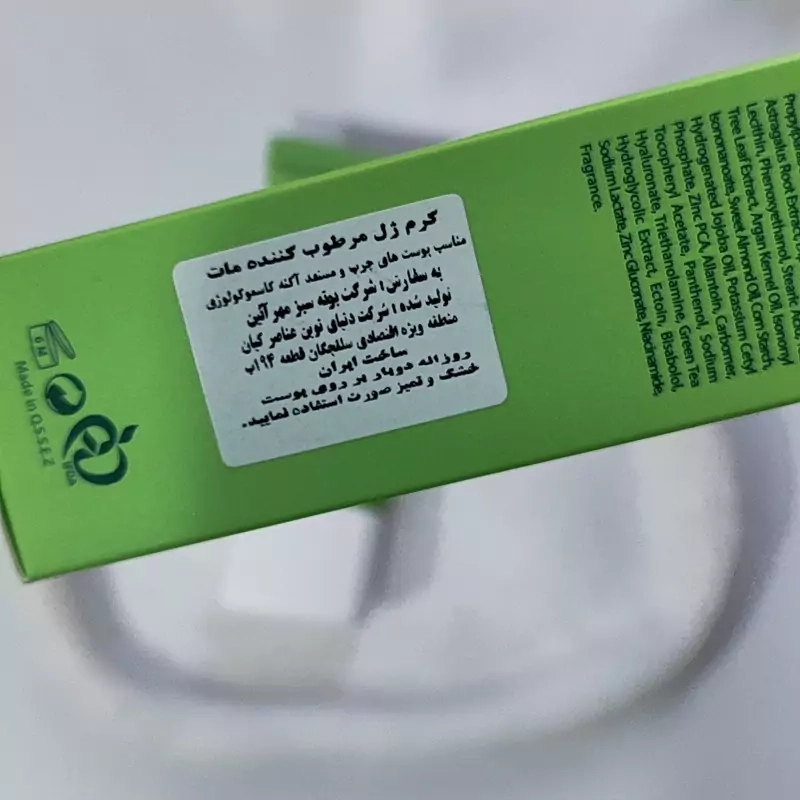 کرم ژل مرطوب کننده مات
مناسب پوست های چرب و مستعد آکنه کاسموکولوژی
به سفارش : شرکت بوته سبز مهر آئین
تولید شده : شرکت دنیای نوین عناصر کیان
منطقه ویژه اقتصادی سلفچگان قطعه ۱۹۴ب
ساخت ایران
روزانه دوبار بر روی پوست
خشک و تمیز صورت استفاده نمایید.
6 M
Made in Q.S.S.E.Z
IFDA
Astragalus Root Extract,
Lecithin, Phenoxyethanol, Stearic
Tree Leaf Extract, Argan Kernel Oil, Isononyl
Isononanoate, Sweet Almond Oil, Corn Starch,
Hydrogenated Jojoba Oil, Potassium Cetyl
Phosphate, Zinc PCA, Allantoin, Carbomer,
Tocopheryl Acetate, Panthenol, Sodium
Hyaluronate, Triethanolamine, Green Tea
Hydroglycolic Extract, Ectoin, Bisabolol,
Sodium Lactate, Zinc Gluconate, Niacinamide,
Fragrance.